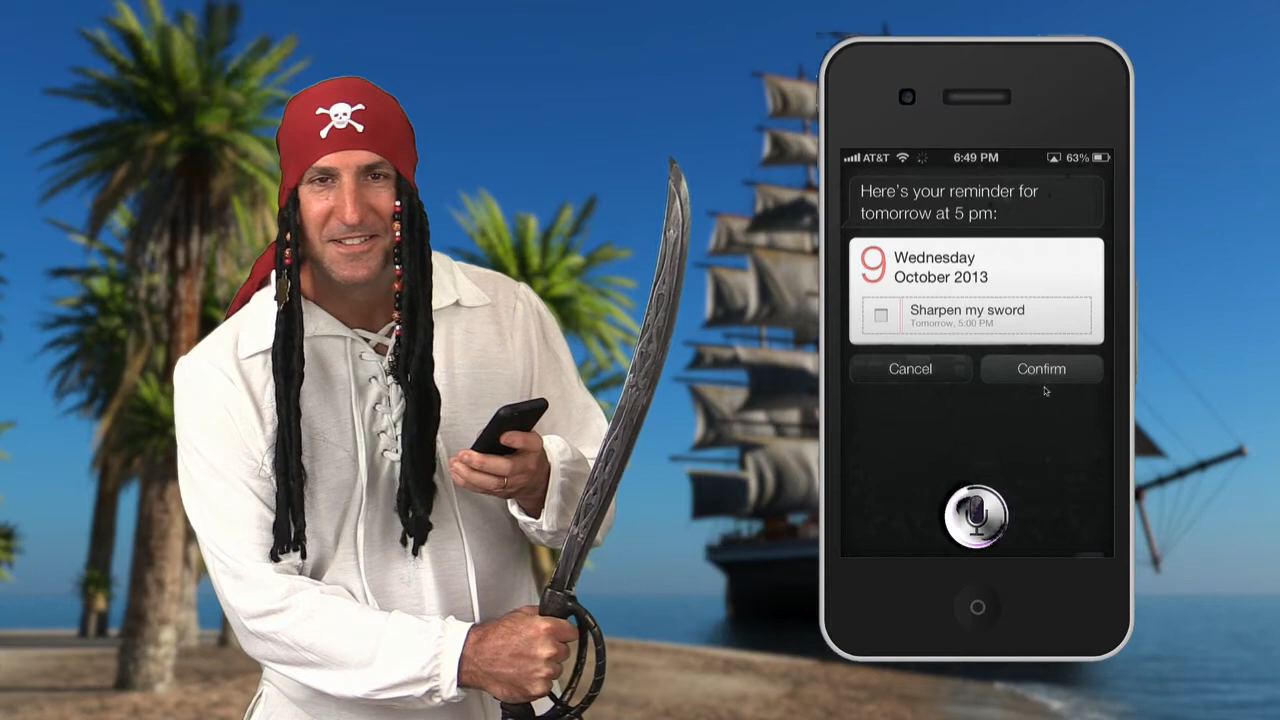 AT&T 6:49 PM 63%
Here's your reminder for
tomorrow at 5 pm:
9 Wednesday
October 2013
Sharpen my sword
Tomorrow, 5:00 PM
Cancel Confirm